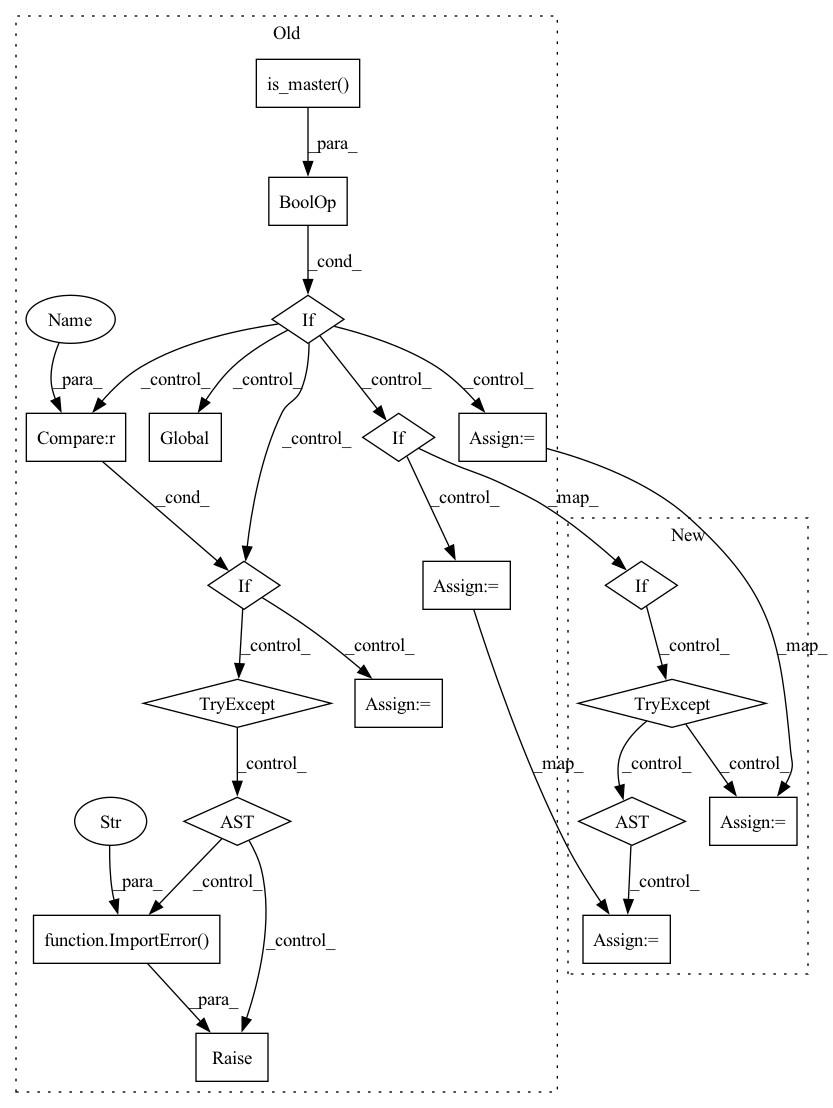 Old
is_master()
_para_
BoolOp
_cond_
Name
If
_para_
_control_
_control_
_control_
_control_
Compare:r
Global
_control_
If
Assign:=
_cond_
_control_
_map_
New
If
Assign:=
If
_control_
_control_
_control_
_map_
TryExcept
Assign:=
TryExcept
_control_
_map_
_control_
_control_
Str
AST
AST
Assign:=
_para_
_control_
_control_
_control_
function.ImportError()
Assign:=
_para_
Raise